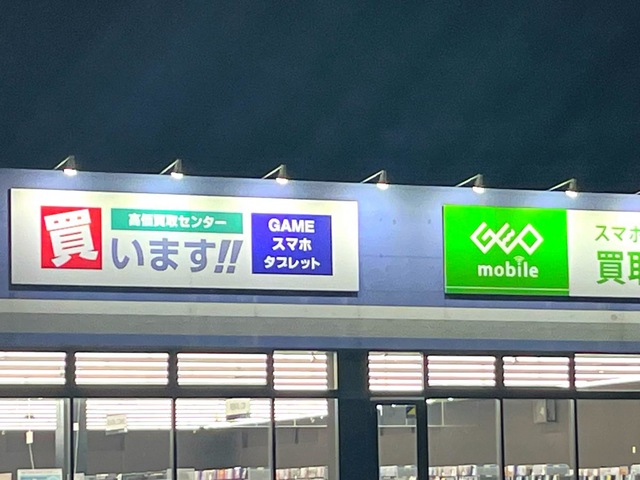 高価買取センター
買います!!
GAME
スマホ
タブレット
GEO
mobile
スマホ
買取